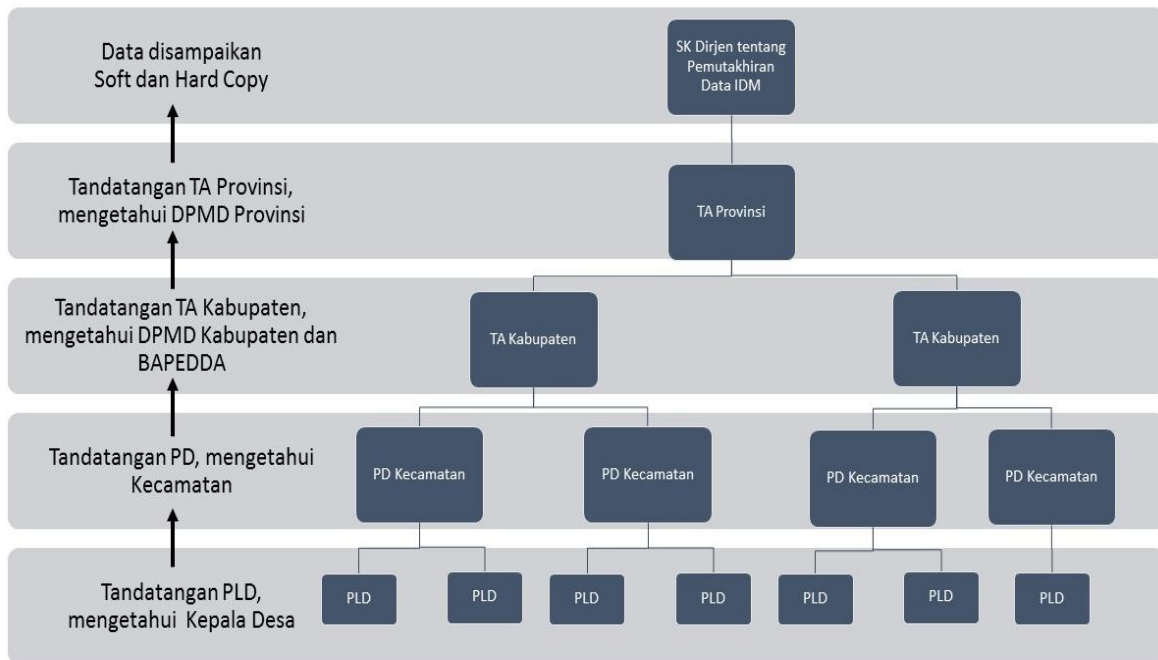 Data disampaikan
Soft dan Hard Copy
SK Dirjen tentang
Pemutakhiran
Data IDM
Tandatangan TA Provinsi,
mengetahui DPMD Provinsi
TA Provinsi
Tandatangan TA Kabupaten,
mengetahui DPMD Kabupaten dan
BAPEDDA
TA Kabupaten
TA Kabupaten
Tandatangan PD, mengetahui
Kecamatan
PD Kecamatan
PD Kecamatan
PD Kecamatan
PD Kecamatan
Tandatangan PLD,
mengetahui Kepala Desa
PLD
PLD
PLD
PLD
PLD
PLD
PLD